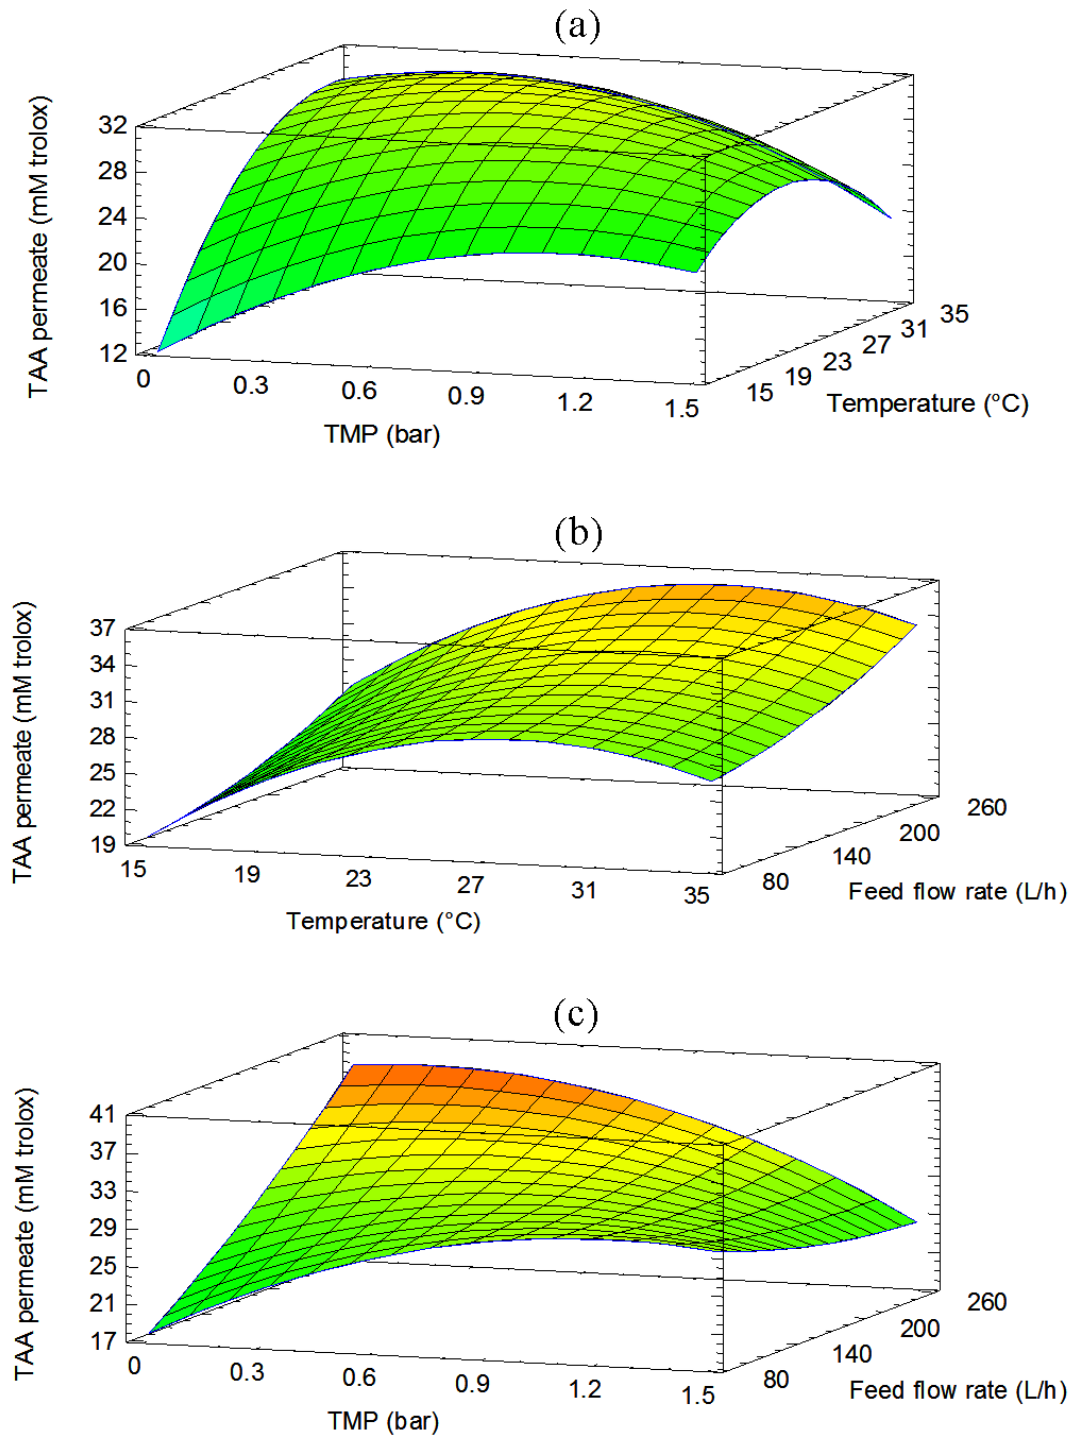 (a)
TAA permeate (mM trolox)
32
28
24
20
16
12
0 0.3 0.6 0.9 1.2 1.5
TMP (bar)
15 19 23 27 31 35
Temperature (°C)
(b)
TAA permeate (mM trolox)
37
34
31
28
25
22
19
15 19 23 27 31 35
Temperature (°C)
80 140 200 260
Feed flow rate (L/h)
(c)
TAA permeate (mM trolox)
41
37
33
29
25
21
17
0 0.3 0.6 0.9 1.2 1.5
TMP (bar)
80 140 200 260
Feed flow rate (L/h)